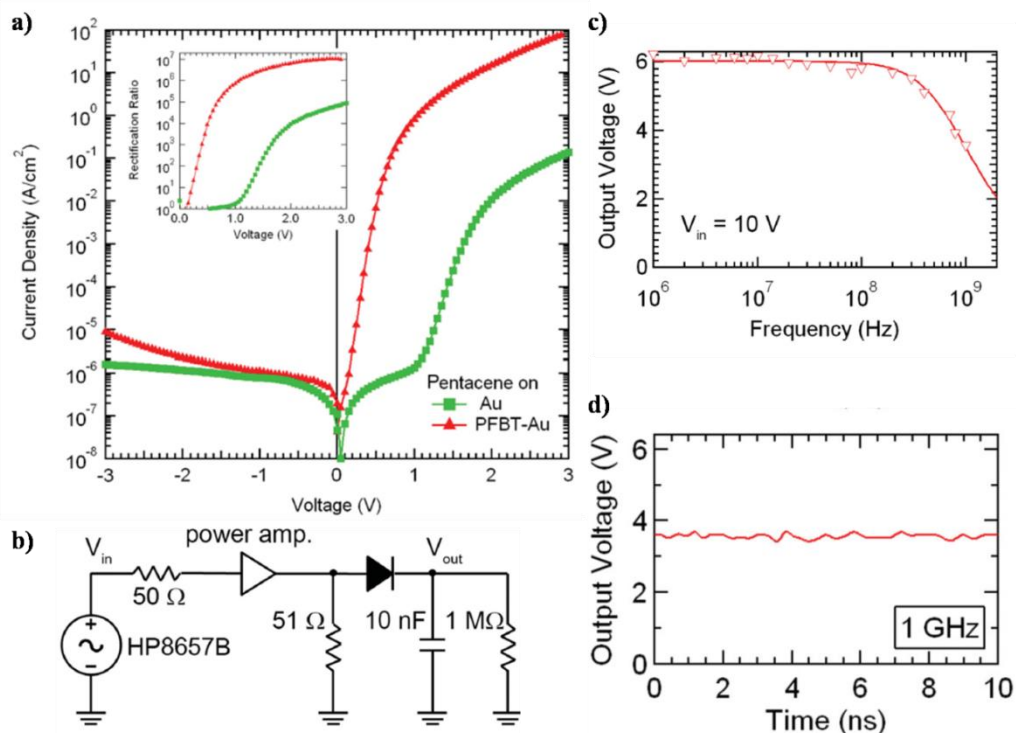 a)
10^2
10^1
10^0
10^-1
10^-2
10^-3
10^-4
10^-5
10^-6
10^-7
10^-8
Current Density (A/cm^2)
-3
-2
-1
0
1
2
3
Voltage (V)
10^7
10^6
10^5
10^4
10^3
10^2
10^1
10^0
Rectification Ratio
0.0
1.0
2.0
3.0
Voltage (V)
Pentacene on
Au
PFBT-Au
b)
power amp.
V_in
V_out
50 Ω
51 Ω
10 nF
1 MΩ
+
-
HP8657B
c)
6
4
2
0
Output Voltage (V)
V_in = 10 V
10^6
10^7
10^8
10^9
Frequency (Hz)
d)
6
4
2
0
Output Voltage (V)
1 GHz
0
2
4
6
8
10
Time (ns)